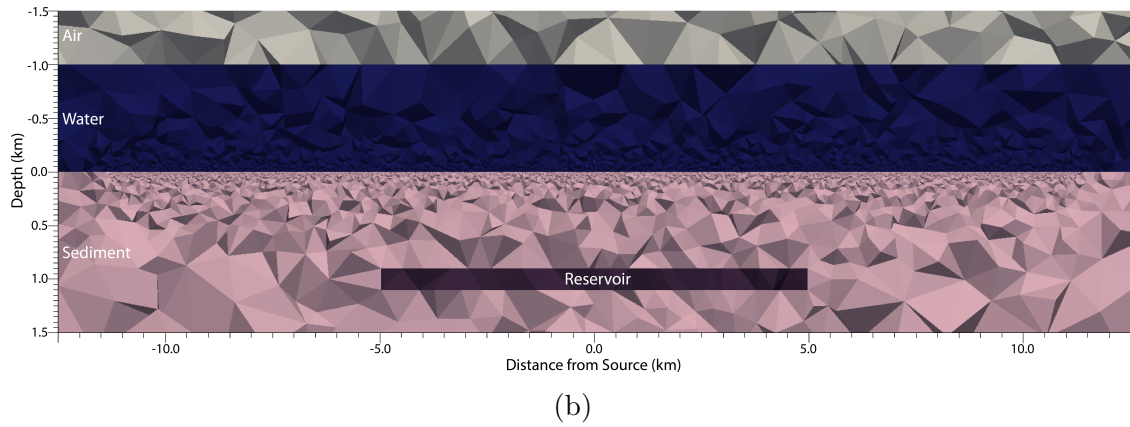 -1.5
Air
-1.0
-0.5
Water
Depth (km)
0.0
0.5
Sediment
1.0
Reservoir
1.5
-10.0 -5.0 0.0 5.0 10.0
Distance from Source (km)
(b)